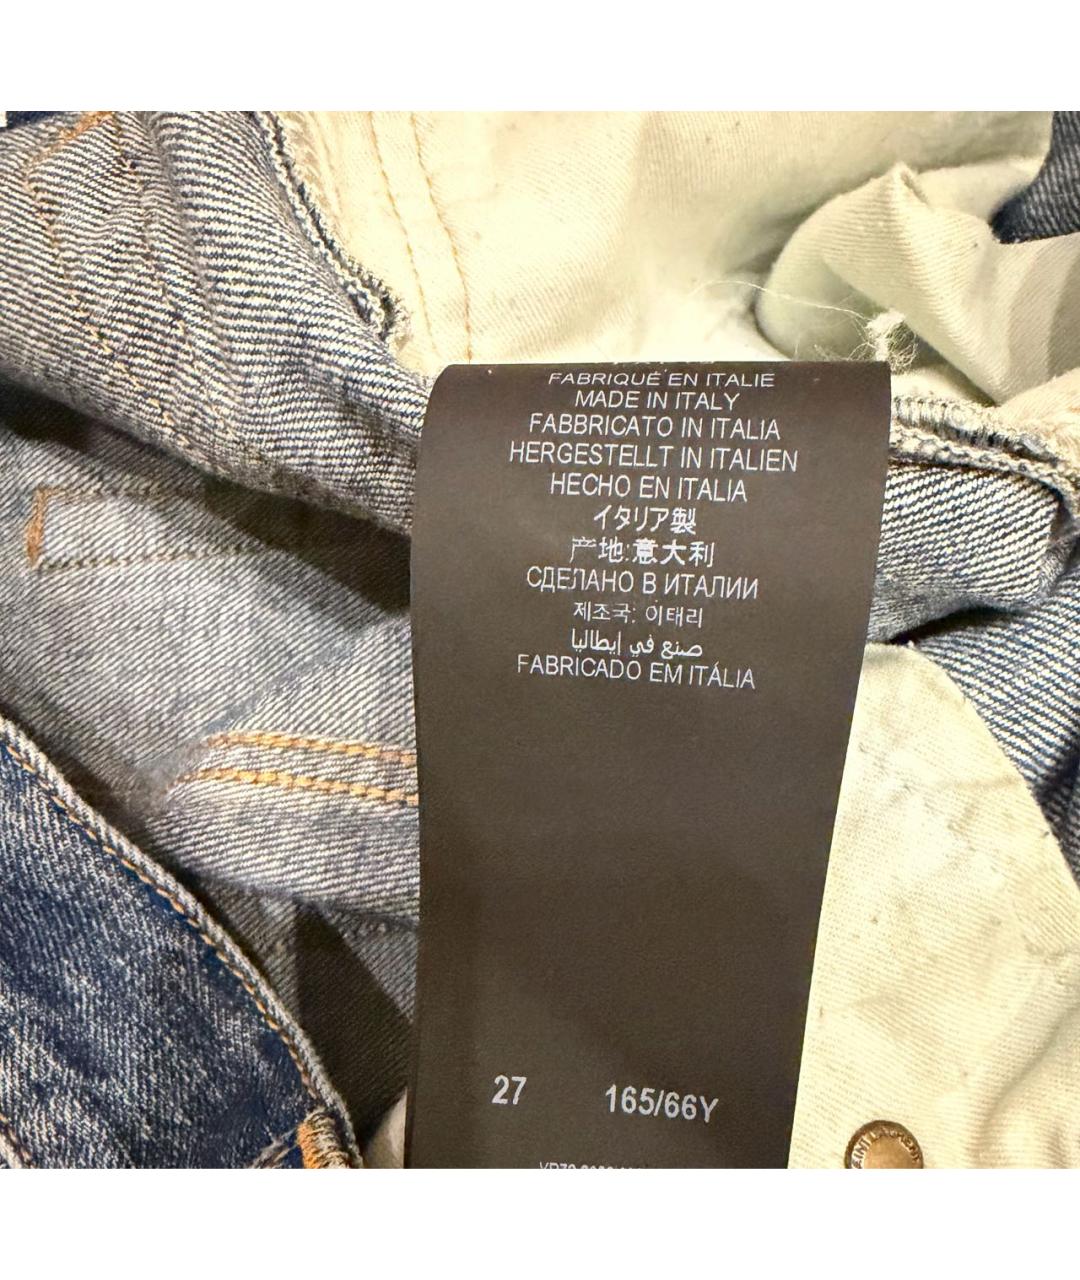 FABRIQUÉ EN ITALIE
MADE IN ITALY
FABBRICATO IN ITALIA
HERGESTELLT IN ITALIEN
HECHO EN ITALIA
イタリア製
产地:意大利
СДЕЛАНО В ИТАЛИИ
제조국: 이태리
صنع في إيطاليا
FABRICADO EM ITÁLIA
27 165/66Y